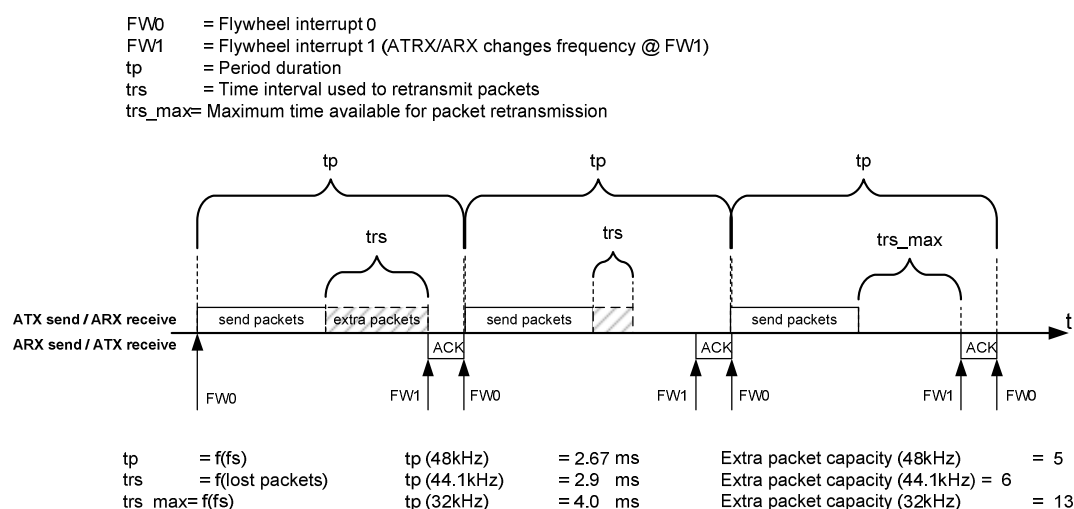 FW0 = Flywheel interrupt 0
FW1 = Flywheel interrupt 1 (ATRX/ARX changes frequency @ FW1)
tp = Period duration
trs = Time interval used to retransmit packets
trs_max= Maximum time available for packet retransmission
tp tp tp
trs trs trs_max
ATX send / ARX receive send packets extra packets send packets send packets t
ARX send / ATX receive ACK ACK ACK
FW0 FW1 FW0 FW1 FW0 FW1 FW0
tp = f(fs) tp (48kHz) = 2.67 ms Extra packet capacity (48kHz) = 5
trs = f(lost packets) tp (44.1kHz) = 2.9 ms Extra packet capacity (44.1kHz) = 6
trs_max= f(fs) tp (32kHz) = 4.0 ms Extra packet capacity (32kHz) = 13